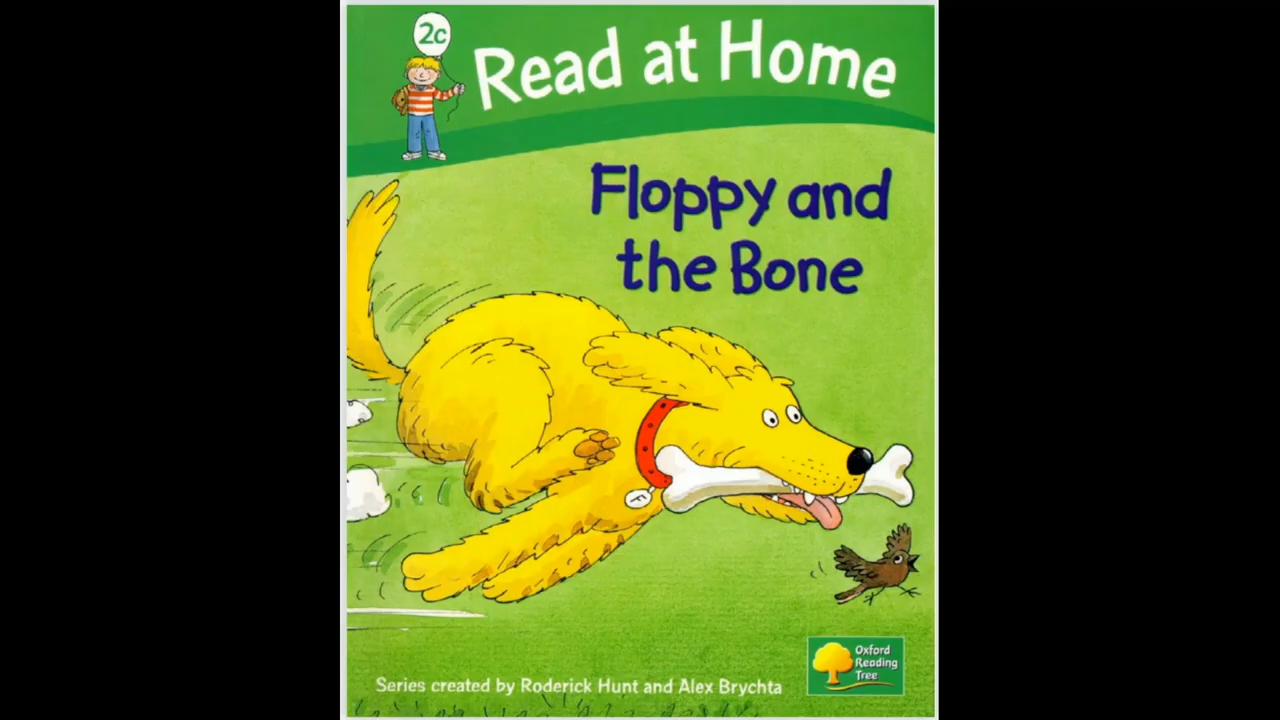 2c
Read at Home
Floppy and
the Bone
F
Oxford
Reading
Tree
Series created by Roderick Hunt and Alex Brychta